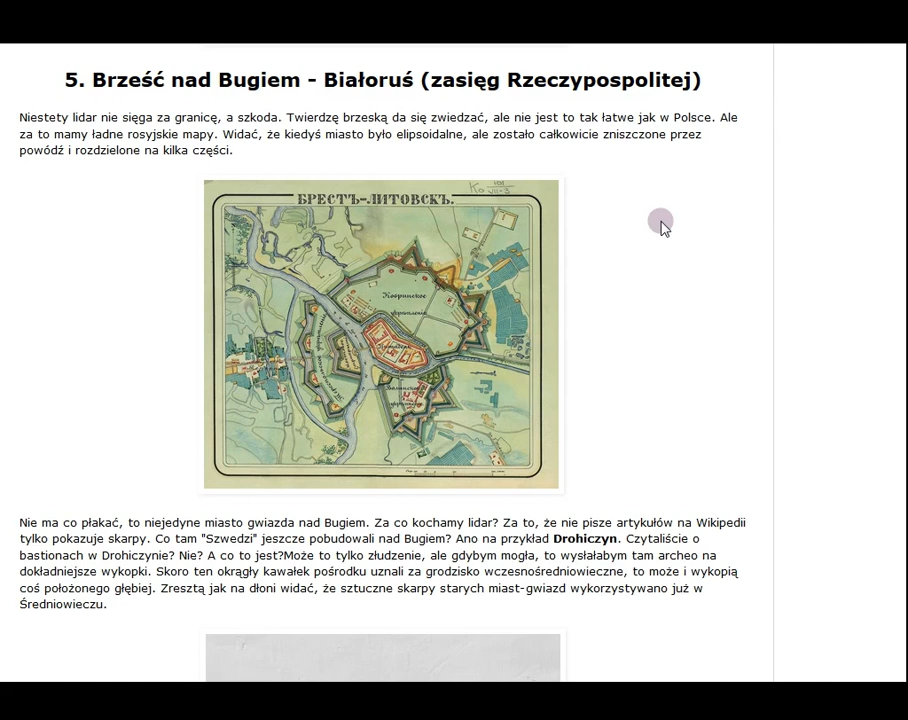 5. Brześć nad Bugiem - Białoruś (zasięg Rzeczypospolitej)
Niestety lidar nie sięga za granicę, a szkoda. Twierdzę brzeską da się zwiedzać, ale nie jest to tak łatwe jak w Polsce. Ale
za to mamy ładne rosyjskie mapy. Widać, że kiedyś miasto było elipsoidalne, ale zostało całkowicie zniszczone przez
powódź i rozdzielone na kilka części.
БРЕСТЪ-ЛИТОВСКЪ.
Кобринское
укрѣпленіе
Nie ma co płakać, to niejedyne miasto gwiazda nad Bugiem. Za co kochamy lidar? Za to, że nie pisze artykułów na Wikipedii
tylko pokazuje skarpy. Co tam "Szwedzi" jeszcze pobudowali nad Bugiem? Ano na przykład Drohiczyn. Czytaliście o
bastionach w Drohiczynie? Nie? A co to jest?Może to tylko złudzenie, ale gdybym mogła, to wysłałabym tam archeo na
dokładniejsze wykopki. Skoro ten okrągły kawałek pośrodku uznali za grodzisko wczesnośredniowieczne, to może i wykopią
coś położonego głębiej. Zresztą jak na dłoni widać, że sztuczne skarpy starych miast-gwiazd wykorzystywano już w
Średniowieczu.